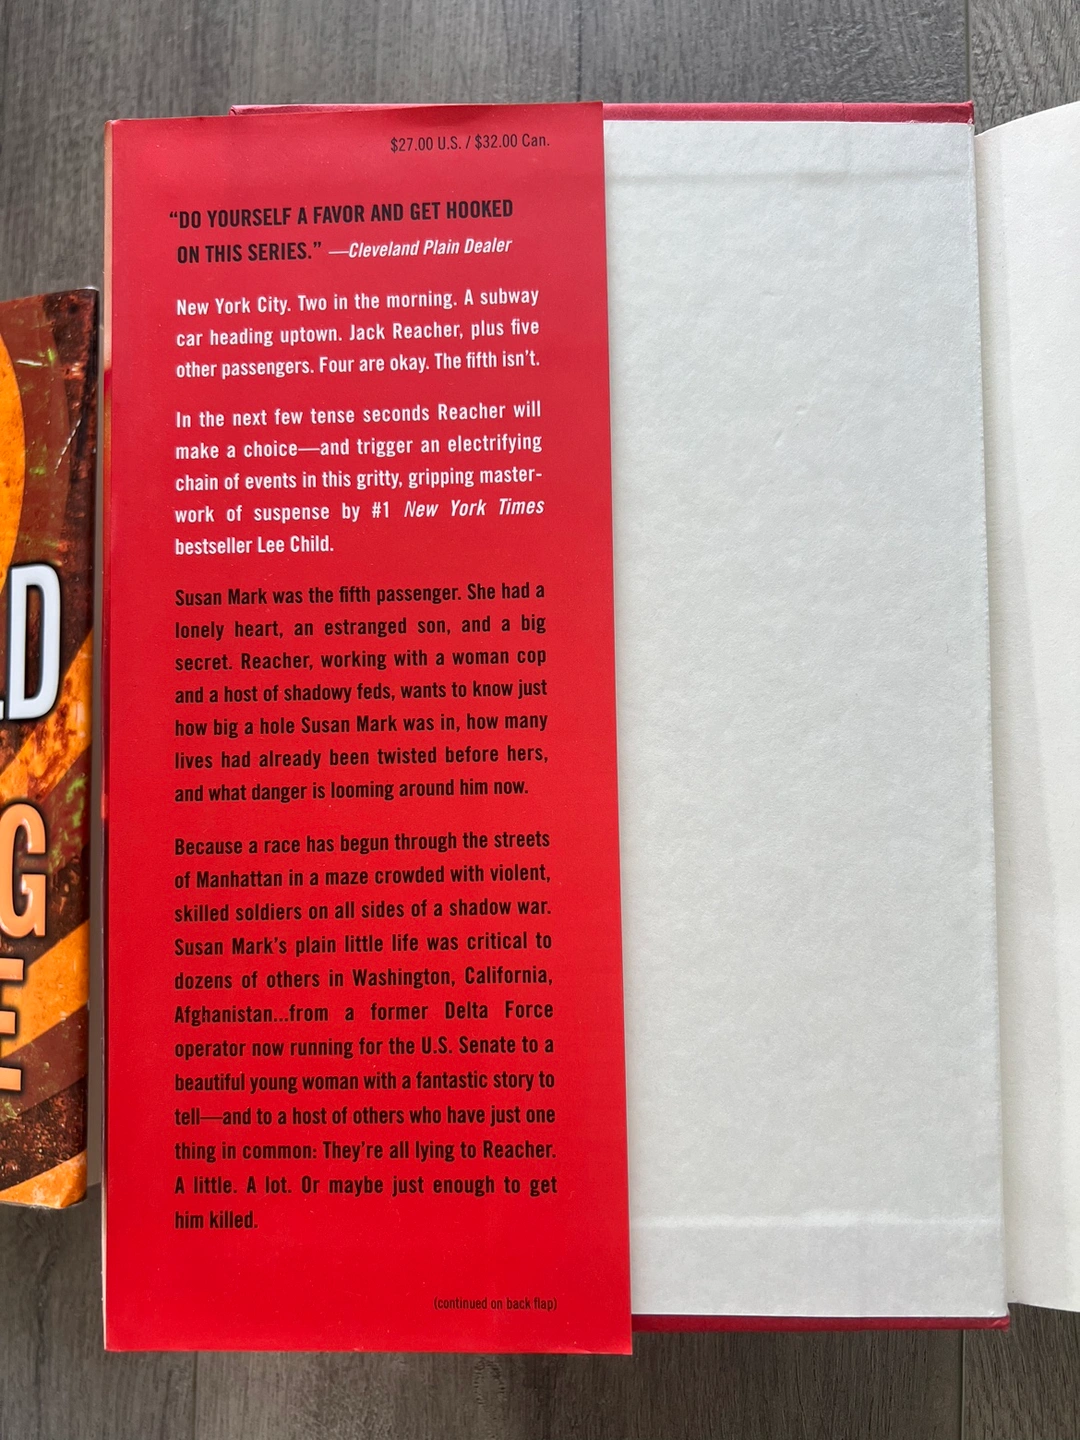 $27.00 U.S. / $32.00 Can.
“DO YOURSELF A FAVOR AND GET HOOKED
ON THIS SERIES.” —Cleveland Plain Dealer
New York City. Two in the morning. A subway
car heading uptown. Jack Reacher, plus five
other passengers. Four are okay. The fifth isn’t.
In the next few tense seconds Reacher will
make a choice—and trigger an electrifying
chain of events in this gritty, gripping master-
work of suspense by #1 New York Times
bestseller Lee Child.
Susan Mark was the fifth passenger. She had a
lonely heart, an estranged son, and a big
secret. Reacher, working with a woman cop
and a host of shadowy feds, wants to know just
how big a hole Susan Mark was in, how many
lives had already been twisted before hers,
and what danger is looming around him now.
Because a race has begun through the streets
of Manhattan in a maze crowded with violent,
skilled soldiers on all sides of a shadow war.
Susan Mark’s plain little life was critical to
dozens of others in Washington, California,
Afghanistan...from a former Delta Force
operator now running for the U.S. Senate to a
beautiful young woman with a fantastic story to
tell—and to a host of others who have just one
thing in common: They’re all lying to Reacher.
A little. A lot. Or maybe just enough to get
him killed.
(continued on back flap)